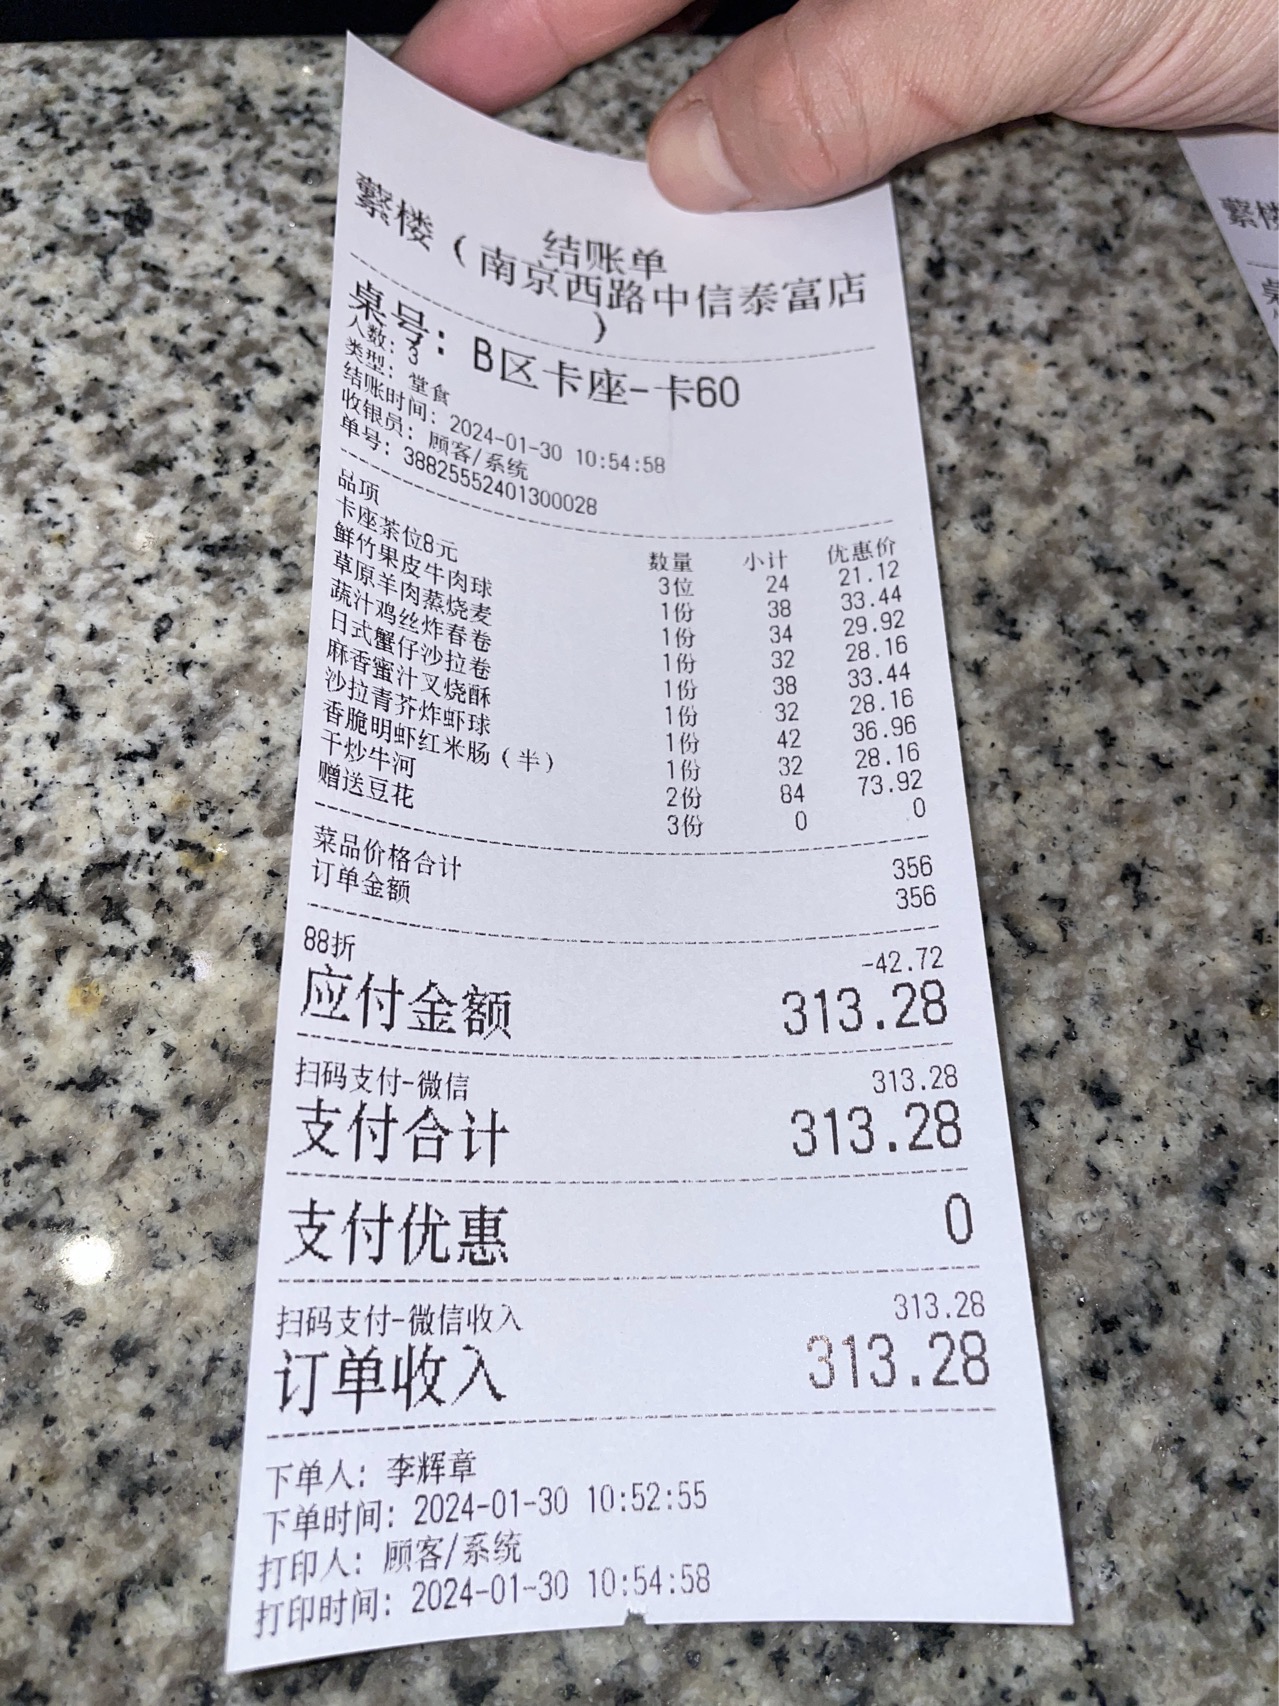 结账单
蘩楼（南京西路中信泰富店
）
桌号: B区卡座-卡60
人数: 3
类型: 堂食
结账时间: 2024-01-30 10:54:58
收银员: 顾客/系统
单号: 38825552401300028
品项 数量 小计 优惠价
卡座茶位8元 3位 24 21.12
鲜竹果皮牛肉球 1份 38 33.44
草原羊肉蒸烧麦 1份 34 29.92
蔬汁鸡丝炸春卷 1份 32 28.16
日式蟹仔沙拉卷 1份 38 33.44
麻香蜜汁叉烧酥 1份 32 28.16
沙拉青芥炸虾球 1份 42 36.96
香脆明虾红米肠（半） 1份 32 28.16
干炒牛河 2份 84 73.92
赠送豆花 3份 0 0
菜品价格合计 356
订单金额 356
88折 -42.72
应付金额 313.28
扫码支付-微信 313.28
支付合计 313.28
支付优惠 0
扫码支付-微信收入 313.28
订单收入 313.28
下单人: 李辉章
下单时间: 2024-01-30 10:52:55
打印人: 顾客/系统
打印时间: 2024-01-30 10:54:58
蘩楼